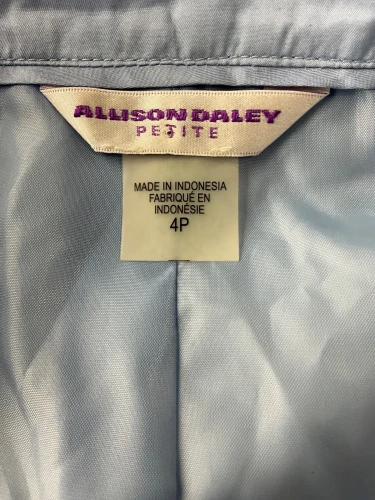 ALLISON DALEY
PETITE
MADE IN INDONESIA
FABRIQUÉ EN
INDONÉSIE
4P